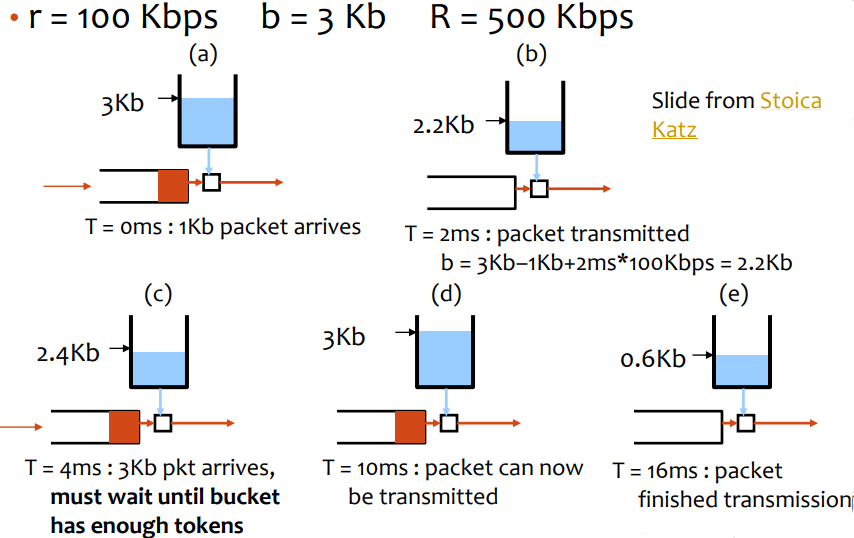 • r = 100 Kbps b = 3 Kb R = 500 Kbps
(a)
3Kb
T = 0ms : 1Kb packet arrives
(b)
2.2Kb
T = 2ms : packet transmitted
b = 3Kb–1Kb+2ms*100Kbps = 2.2Kb
Slide from Stoica
Katz
(c)
2.4Kb
T = 4ms : 3Kb pkt arrives,
must wait until bucket
has enough tokens
(d)
3Kb
T = 10ms : packet can now
be transmitted
(e)
0.6Kb
T = 16ms : packet
finished transmission